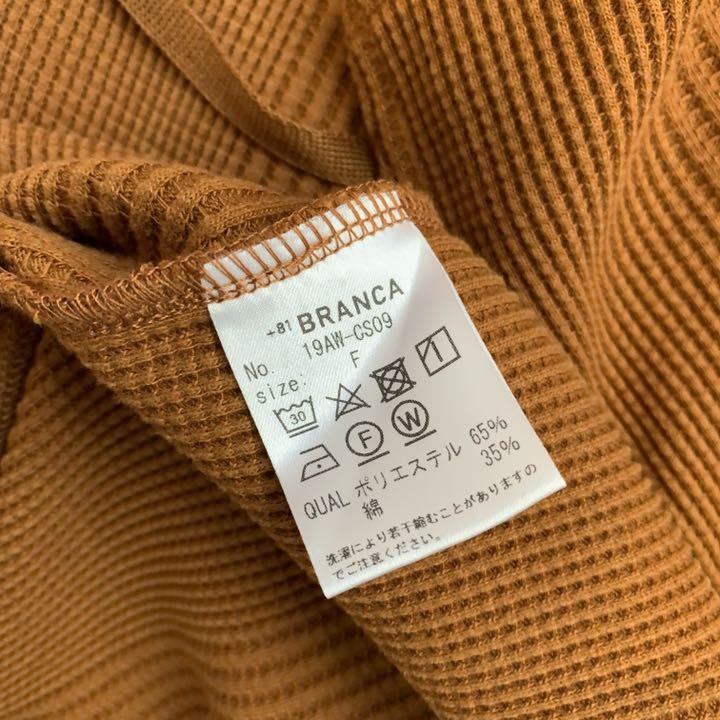 +81 BRANCA
No. 19AW-CS09
size: F
30
F W
QUAL ポリエステル 65%
綿 35%
洗濯により若干縮むことがありますの
でご注意ください。